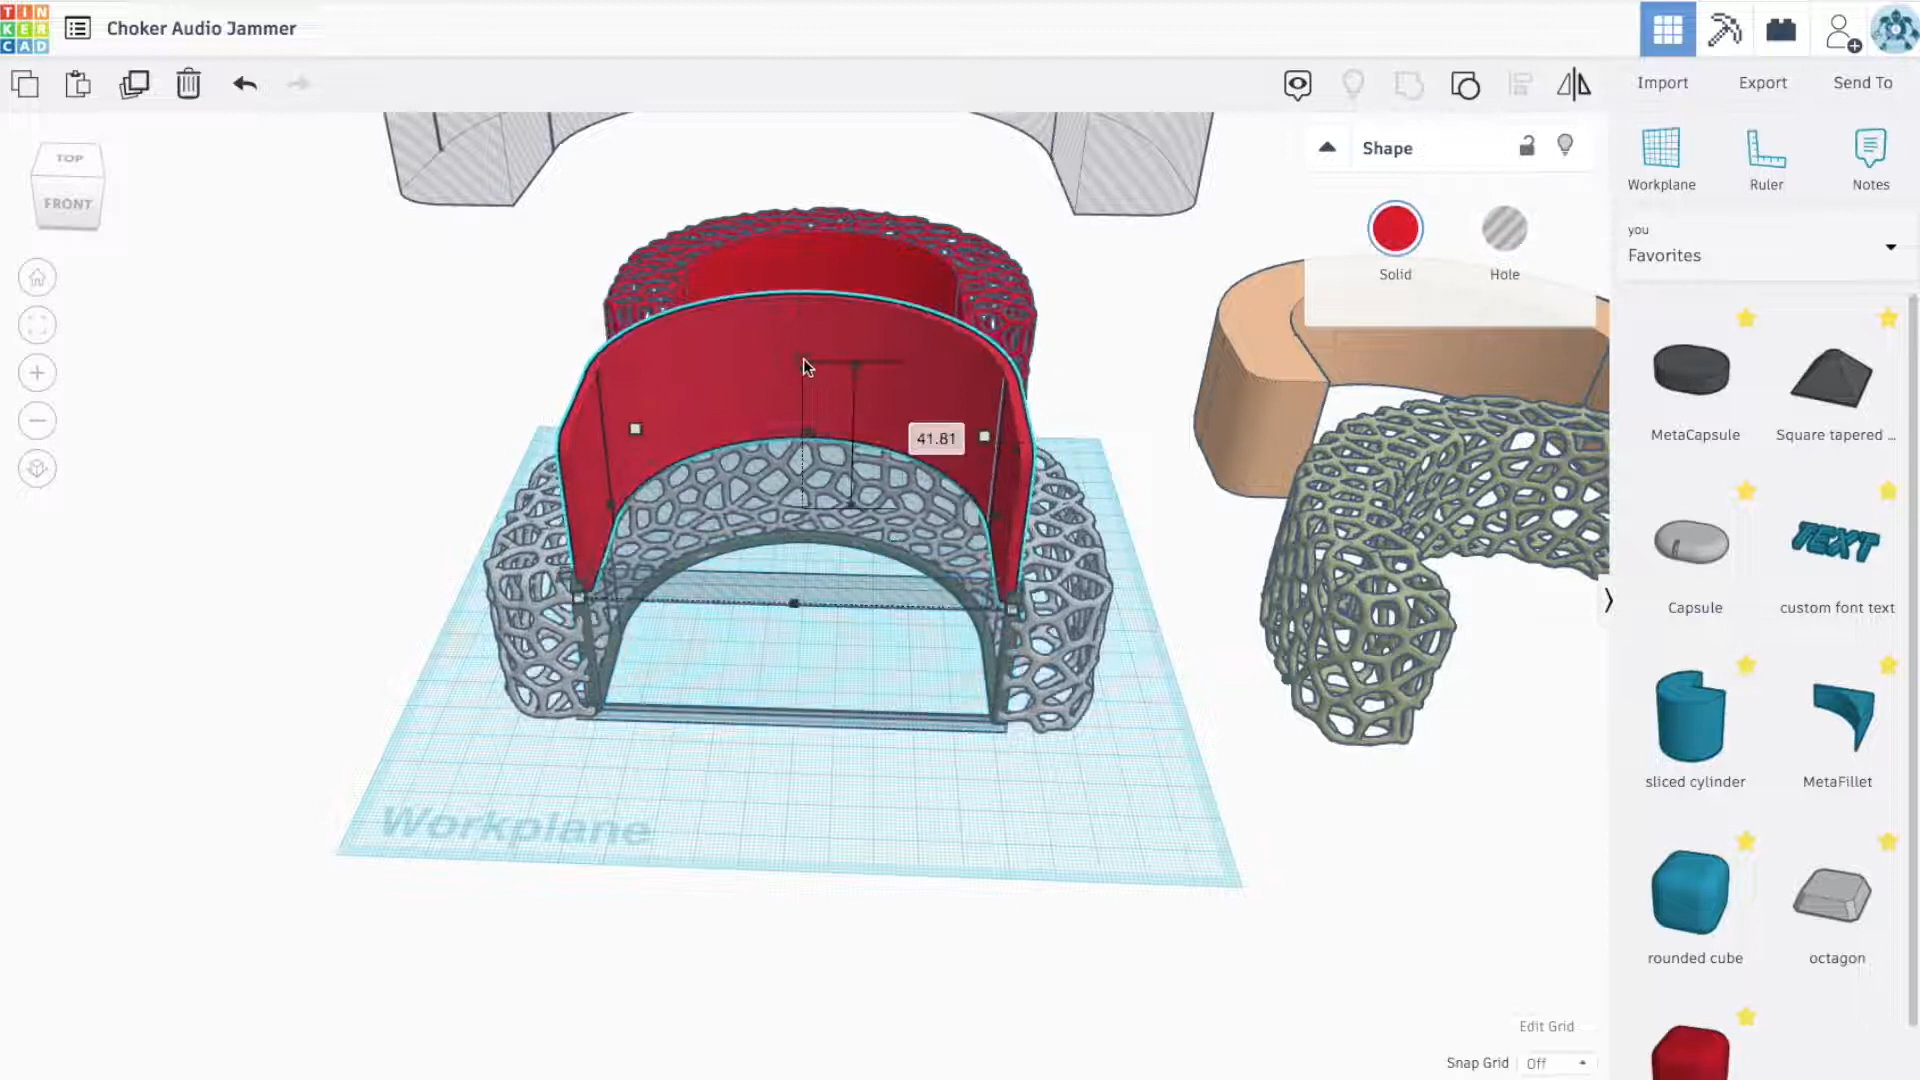 TIN
KER
CAD
Choker Audio Jammer
Import
Export
Send To
TOP
FRONT
Shape
Solid
Hole
Workplane
Ruler
Notes
you
Favorites
41.81
MetaCapsule
Square tapered ...
TEXT
Capsule
custom font text
sliced cylinder
MetaFillet
rounded cube
octagon
Workplane
Edit Grid
Snap Grid
Off